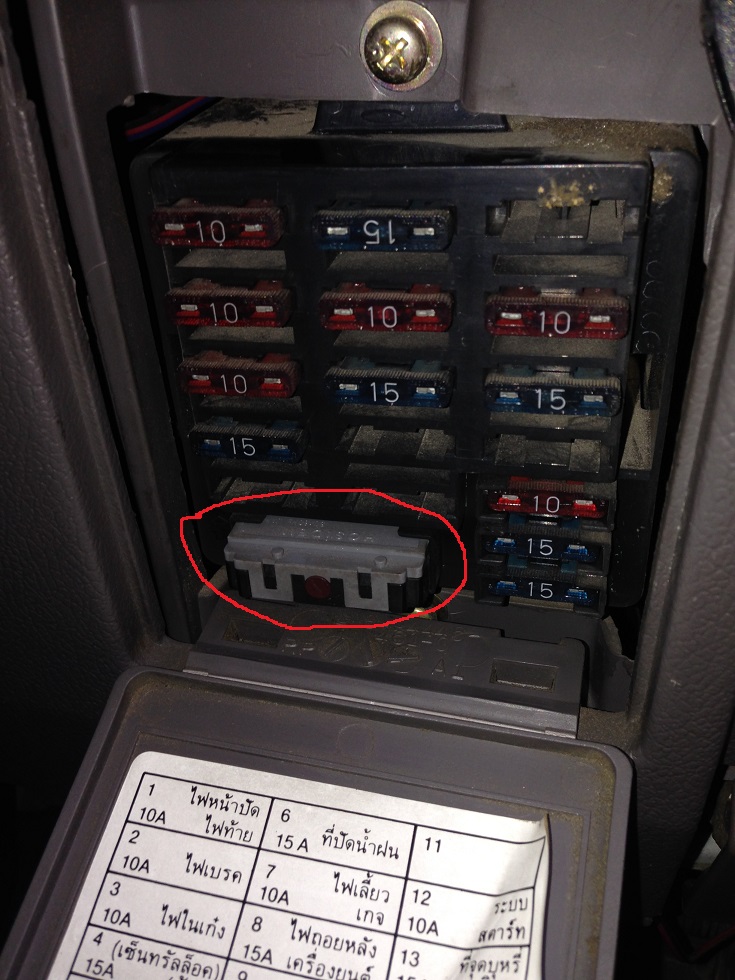 10
15
10
10
10
10
15
15
15
10
15
15
1
10A
ไฟหน้าปัด
ไฟท้าย
6
15A
ที่ปัดน้ำฝน
11
2
10A
ไฟเบรค
7
10A
ไฟเลี้ยว
เกจ
12
10A
ระบบ
สตาร์ท
3
10A
ไฟในเก๋ง
8
15A
ไฟถอยหลัง
เครื่องยนต์
13
ที่จุดบุหรี่
4
15A
(เซ็นทรัลล็อค)